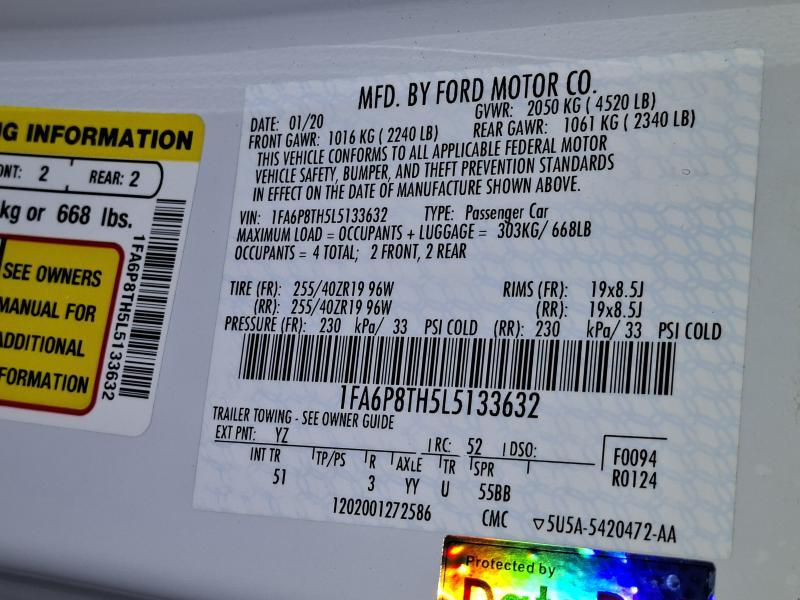 NG INFORMATION
ONT: 2 REAR: 2
kg or 668 lbs.
SEE OWNERS
MANUAL FOR
ADDITIONAL
FORMATION
1FA6P8TH5L5133632
MFD. BY FORD MOTOR CO.
DATE: 01/20 GVWR: 2050 KG ( 4520 LB)
FRONT GAWR: 1016 KG ( 2240 LB) REAR GAWR: 1061 KG ( 2340 LB)
THIS VEHICLE CONFORMS TO ALL APPLICABLE FEDERAL MOTOR
VEHICLE SAFETY, BUMPER, AND THEFT PREVENTION STANDARDS
IN EFFECT ON THE DATE OF MANUFACTURE SHOWN ABOVE.
VIN: 1FA6P8TH5L5133632 TYPE: Passenger Car
MAXIMUM LOAD = OCCUPANTS + LUGGAGE = 303KG/ 668LB
OCCUPANTS = 4 TOTAL; 2 FRONT, 2 REAR
TIRE (FR): 255/40ZR19 96W RIMS (FR): 19x8.5J
(RR): 255/40ZR19 96W (RR): 19x8.5J
PRESSURE (FR): 230 kPa/ 33 PSI COLD (RR): 230 kPa/ 33 PSI COLD
1FA6P8TH5L5133632
TRAILER TOWING - SEE OWNER GUIDE
EXT PNT: YZ RC: 52 DSO: F0094
INT TR TP/PS R AXLE TR SPR R0124
51 3 YY U 55BB
1202001272586 CMC ▽5U5A-5420472-AA
Protected by